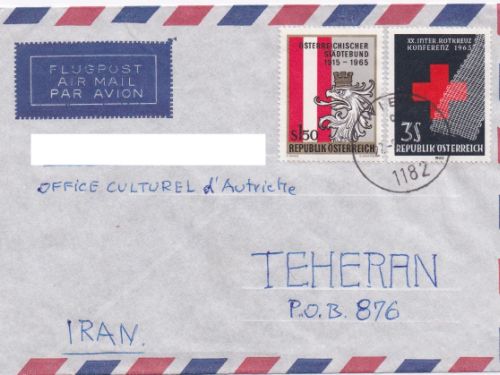 FLUGPOST
AIR MAIL
PAR AVION
ÖSTERREICHISCHER
STÄDTEBUND
1915 - 1965
S1·50
REPUBLIK ÖSTERREICH
XX. INTER. ROTKREUZ
KONFERENZ 1965
3S
REPUBLIK ÖSTERREICH
1182
OFFICE CULTUREL d'Autriche
TEHERAN
P.O.B. 876
IRAN.